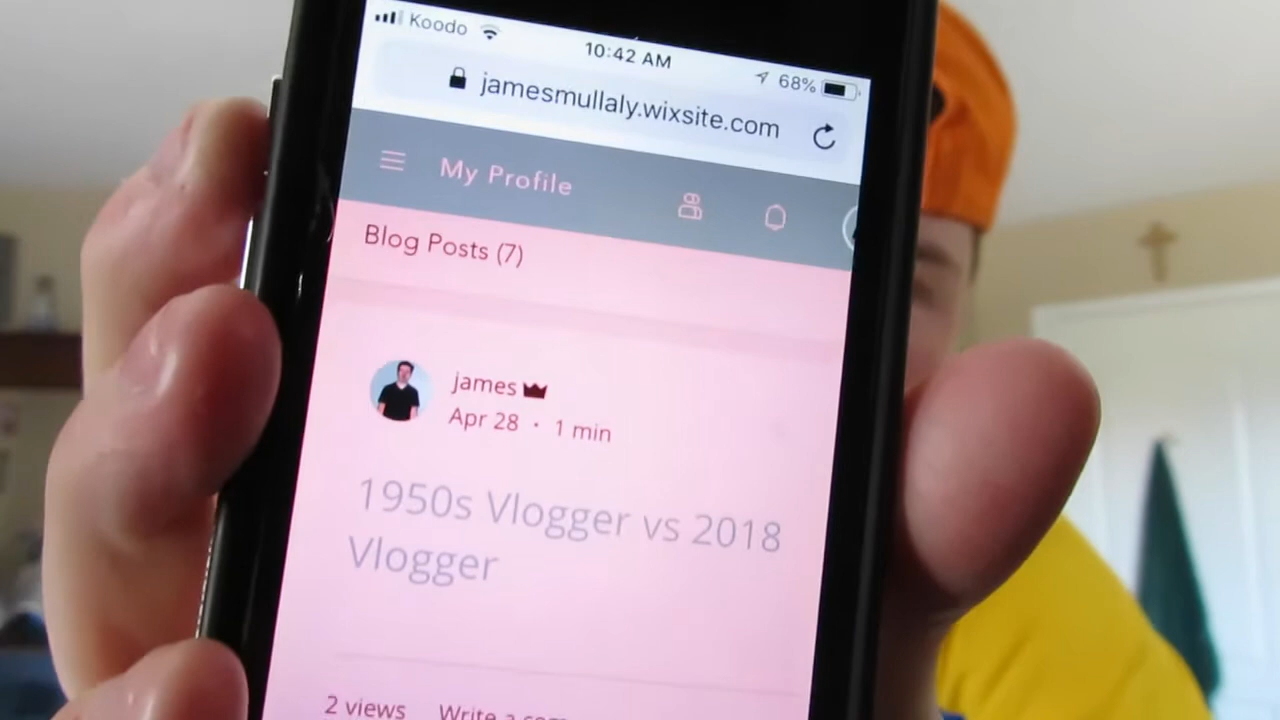 Koodo
10:42 AM
68%
jamesmullaly.wixsite.com
My Profile
Blog Posts (7)
james
Apr 28 · 1 min
1950s Vlogger vs 2018
Vlogger
2 views Write a